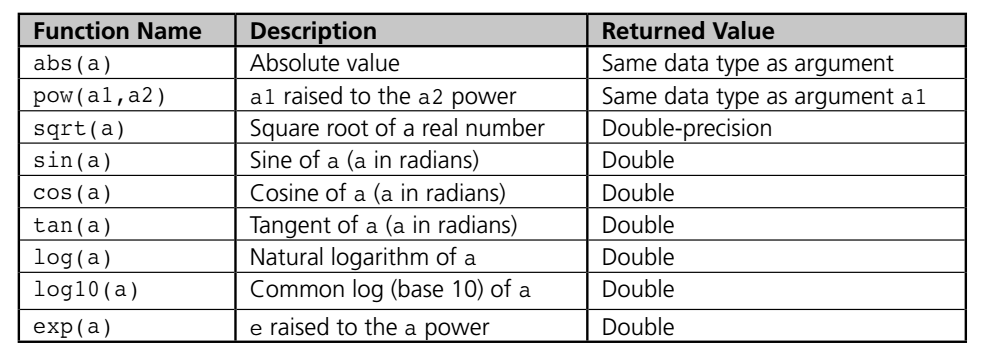 Function Name Description Returned Value
abs(a) Absolute value Same data type as argument
pow(a1,a2) a1 raised to the a2 power Same data type as argument a1
sqrt(a) Square root of a real number Double-precision
sin(a) Sine of a (a in radians) Double
cos(a) Cosine of a (a in radians) Double
tan(a) Tangent of a (a in radians) Double
log(a) Natural logarithm of a Double
log10(a) Common log (base 10) of a Double
exp(a) e raised to the a power Double